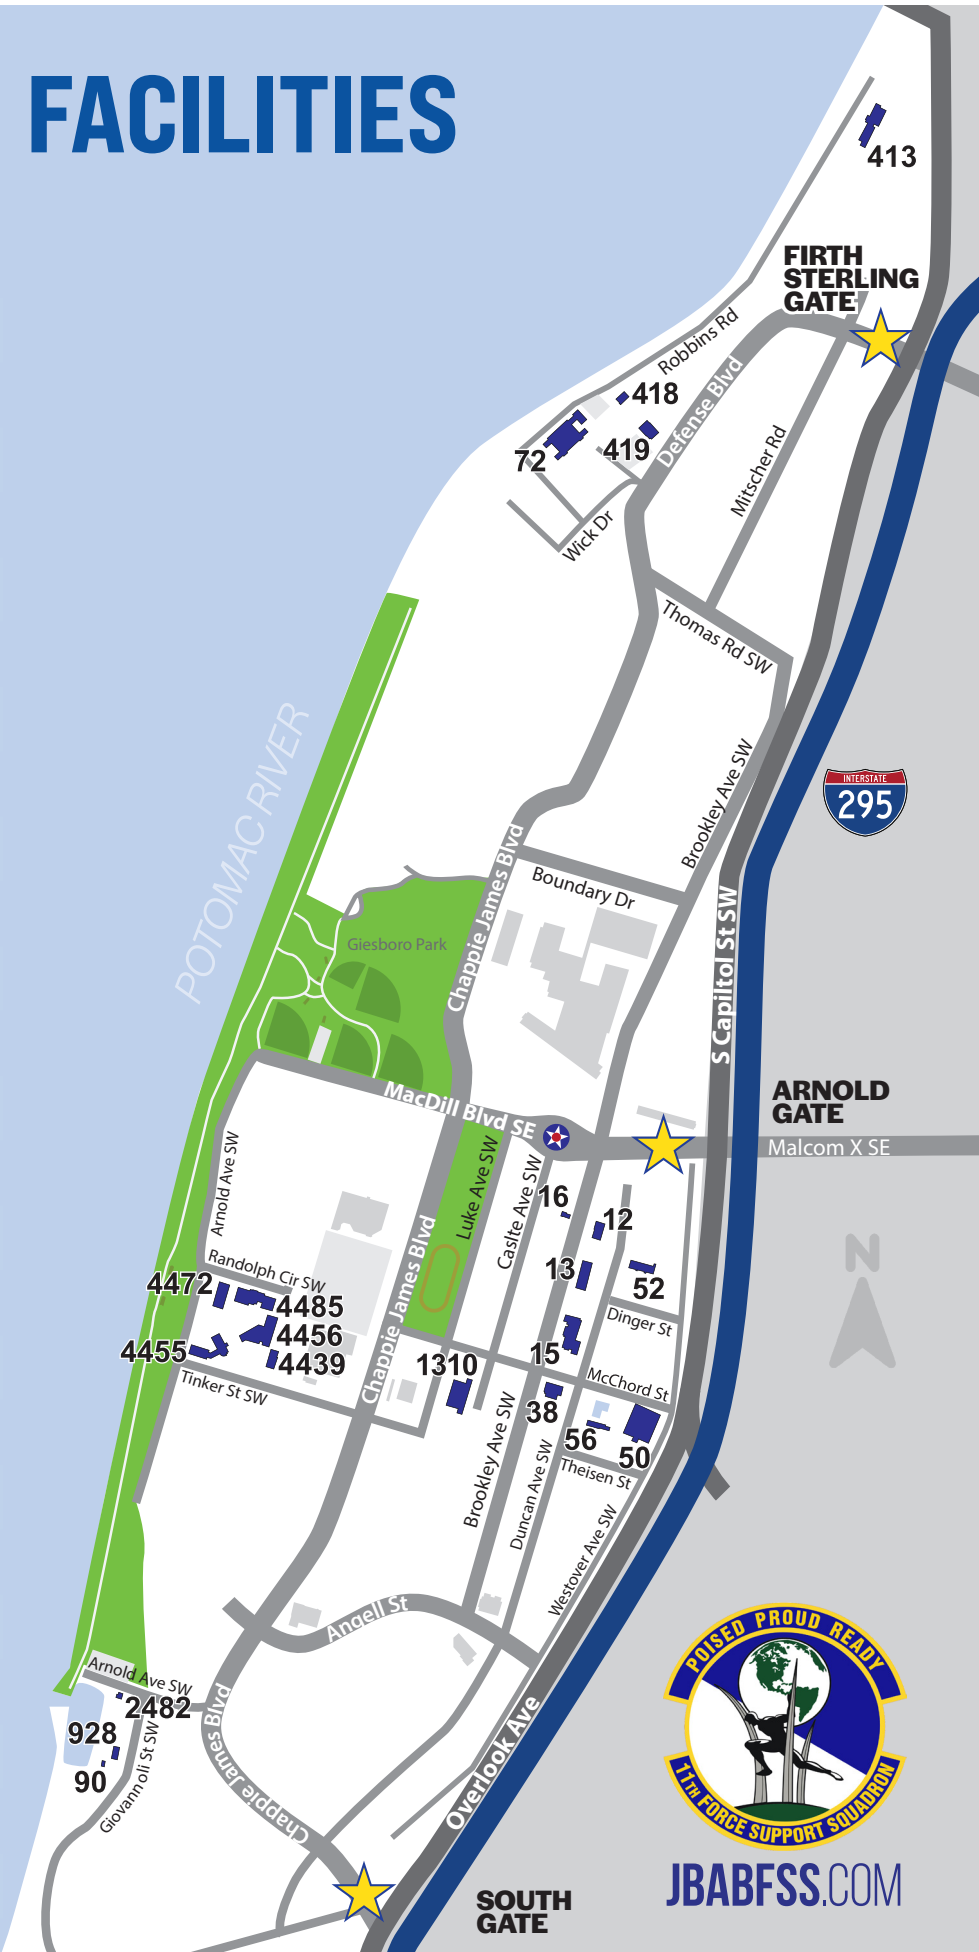 FACILITIES
413
FIRTH
STERLING
GATE
Robbins Rd
418
Defense Blvd
419
72
Mitscher Rd
Wick Dr
Thomas Rd SW
POTOMAC RIVER
Brookley Ave SW
INTERSTATE
295
Chappie James Blvd
Boundary Dr
Giesboro Park
S Capiltol St SW
MacDill Blvd SE
ARNOLD
GATE
Malcom X SE
Arnold Ave SW
Luke Ave SW
Caslte Ave SW
16
12
Randolph Cir SW
13
52
4472
4485
Chappie James Blvd
Dinger St
4456
4455
4439
1310
15
Tinker St SW
McChord St
38
56
50
Brookley Ave SW
Duncan Ave SW
Theisen St
Westover Ave SW
N
Angell St
Arnold Ave SW
2482
928
90
Giovannoli St SW
Chappie James Blvd
Overlook Ave
POISED PROUD READY
11TH FORCE SUPPORT SQUADRON
JBABFSS.COM
SOUTH
GATE